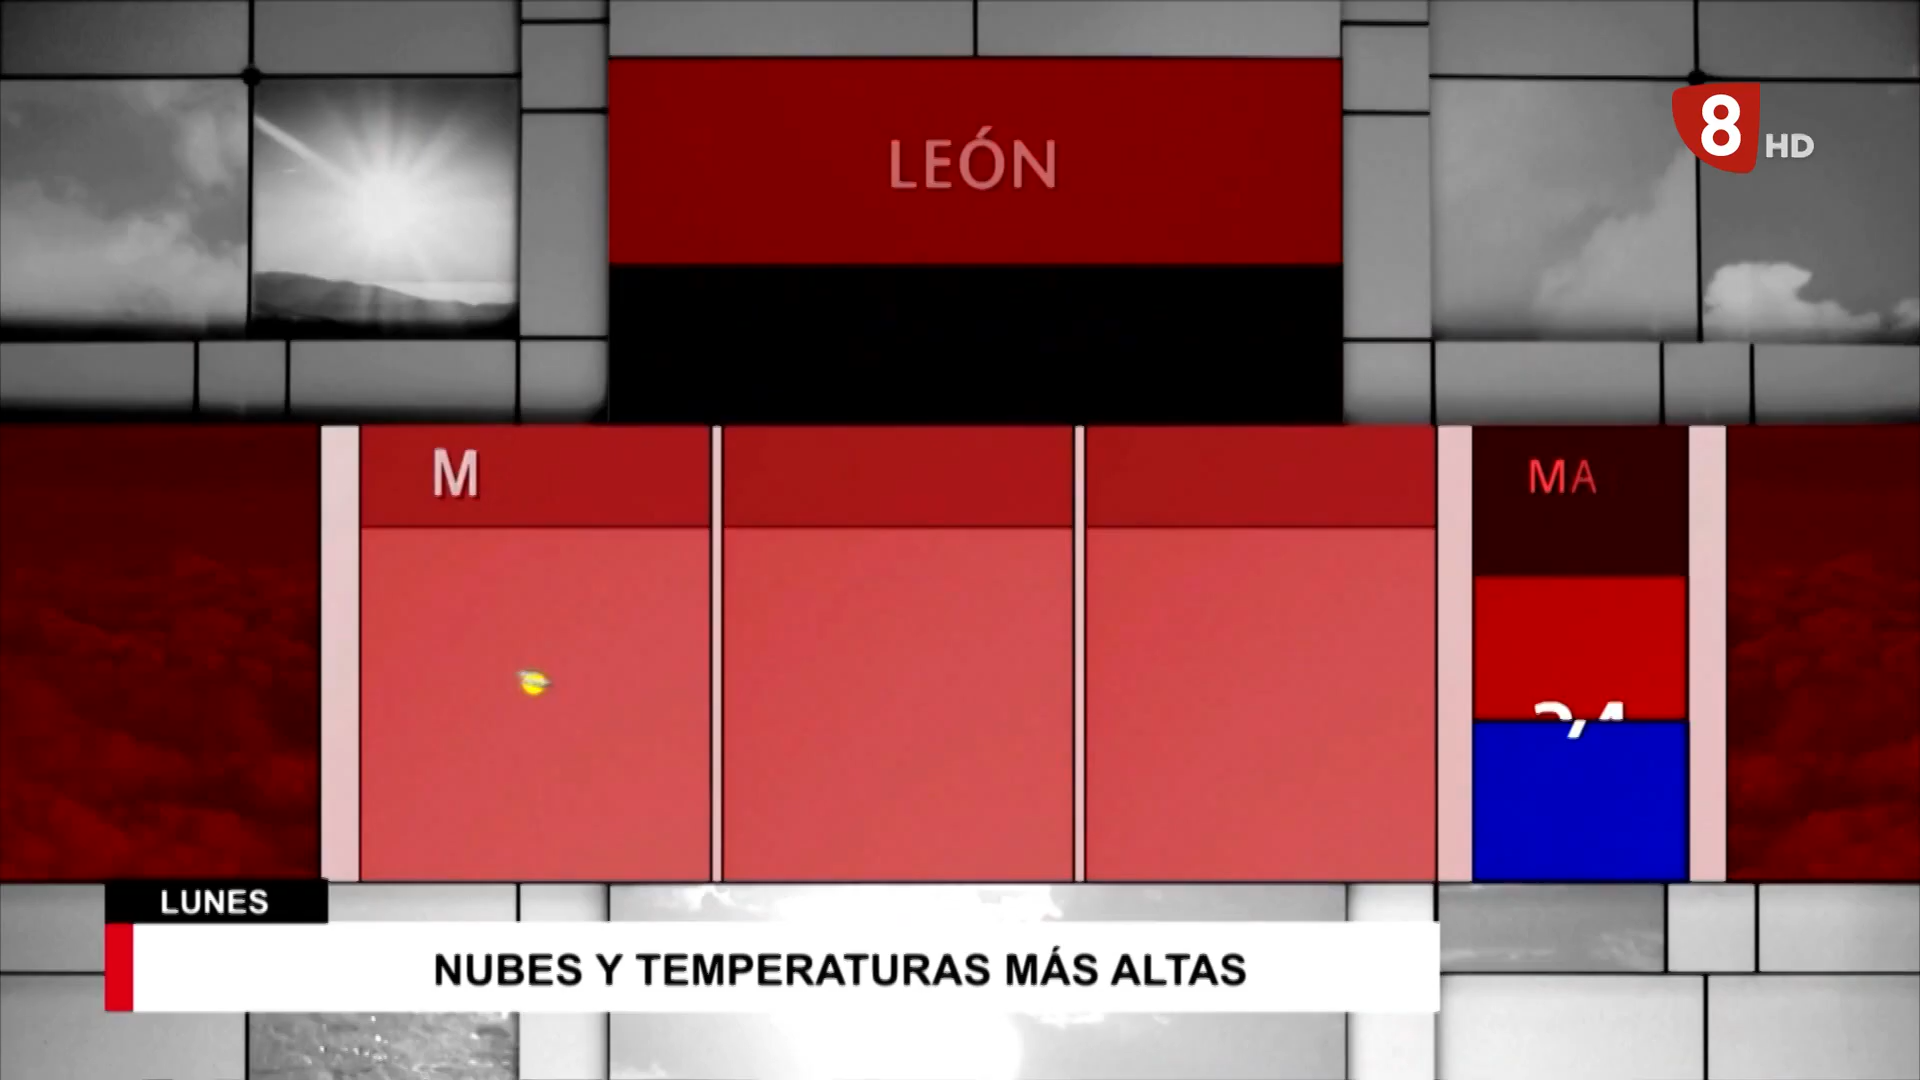 LEÓN
8 HD
M
MA
LUNES
NUBES Y TEMPERATURAS MÁS ALTAS